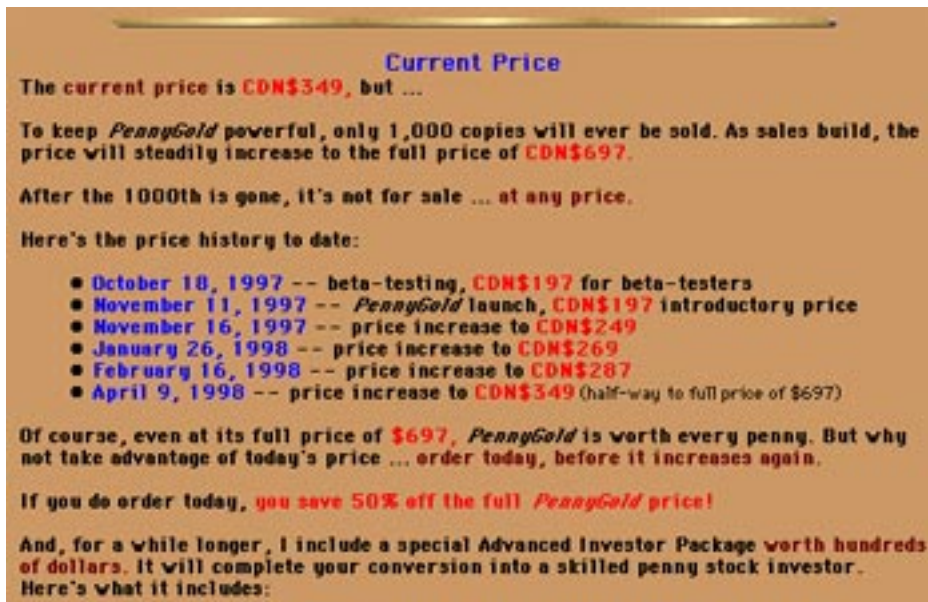 Current Price
The current price is CDN$349, but ...
To keep PennyGold powerful, only 1,000 copies will ever be sold. As sales build, the
price will steadily increase to the full price of CDN$697.
After the 1000th is gone, it's not for sale ... at any price.
Here's the price history to date:
● October 18, 1997 -- beta-testing, CDN$197 for beta-testers
● November 11, 1997 -- PennyGold launch, CDN$197 introductory price
● November 16, 1997 -- price increase to CDN$249
● January 26, 1998 -- price increase to CDN$269
● February 16, 1998 -- price increase to CDN$287
● April 9, 1998 -- price increase to CDN$349 (half-way to full price of $697)
Of course, even at its full price of $697, PennyGold is worth every penny. But why
not take advantage of today's price ... order today, before it increases again.
If you do order today, you save 50% off the full PennyGold price!
And, for a while longer, I include a special Advanced Investor Package worth hundreds
of dollars. It will complete your conversion into a skilled penny stock investor.
Here's what it includes: